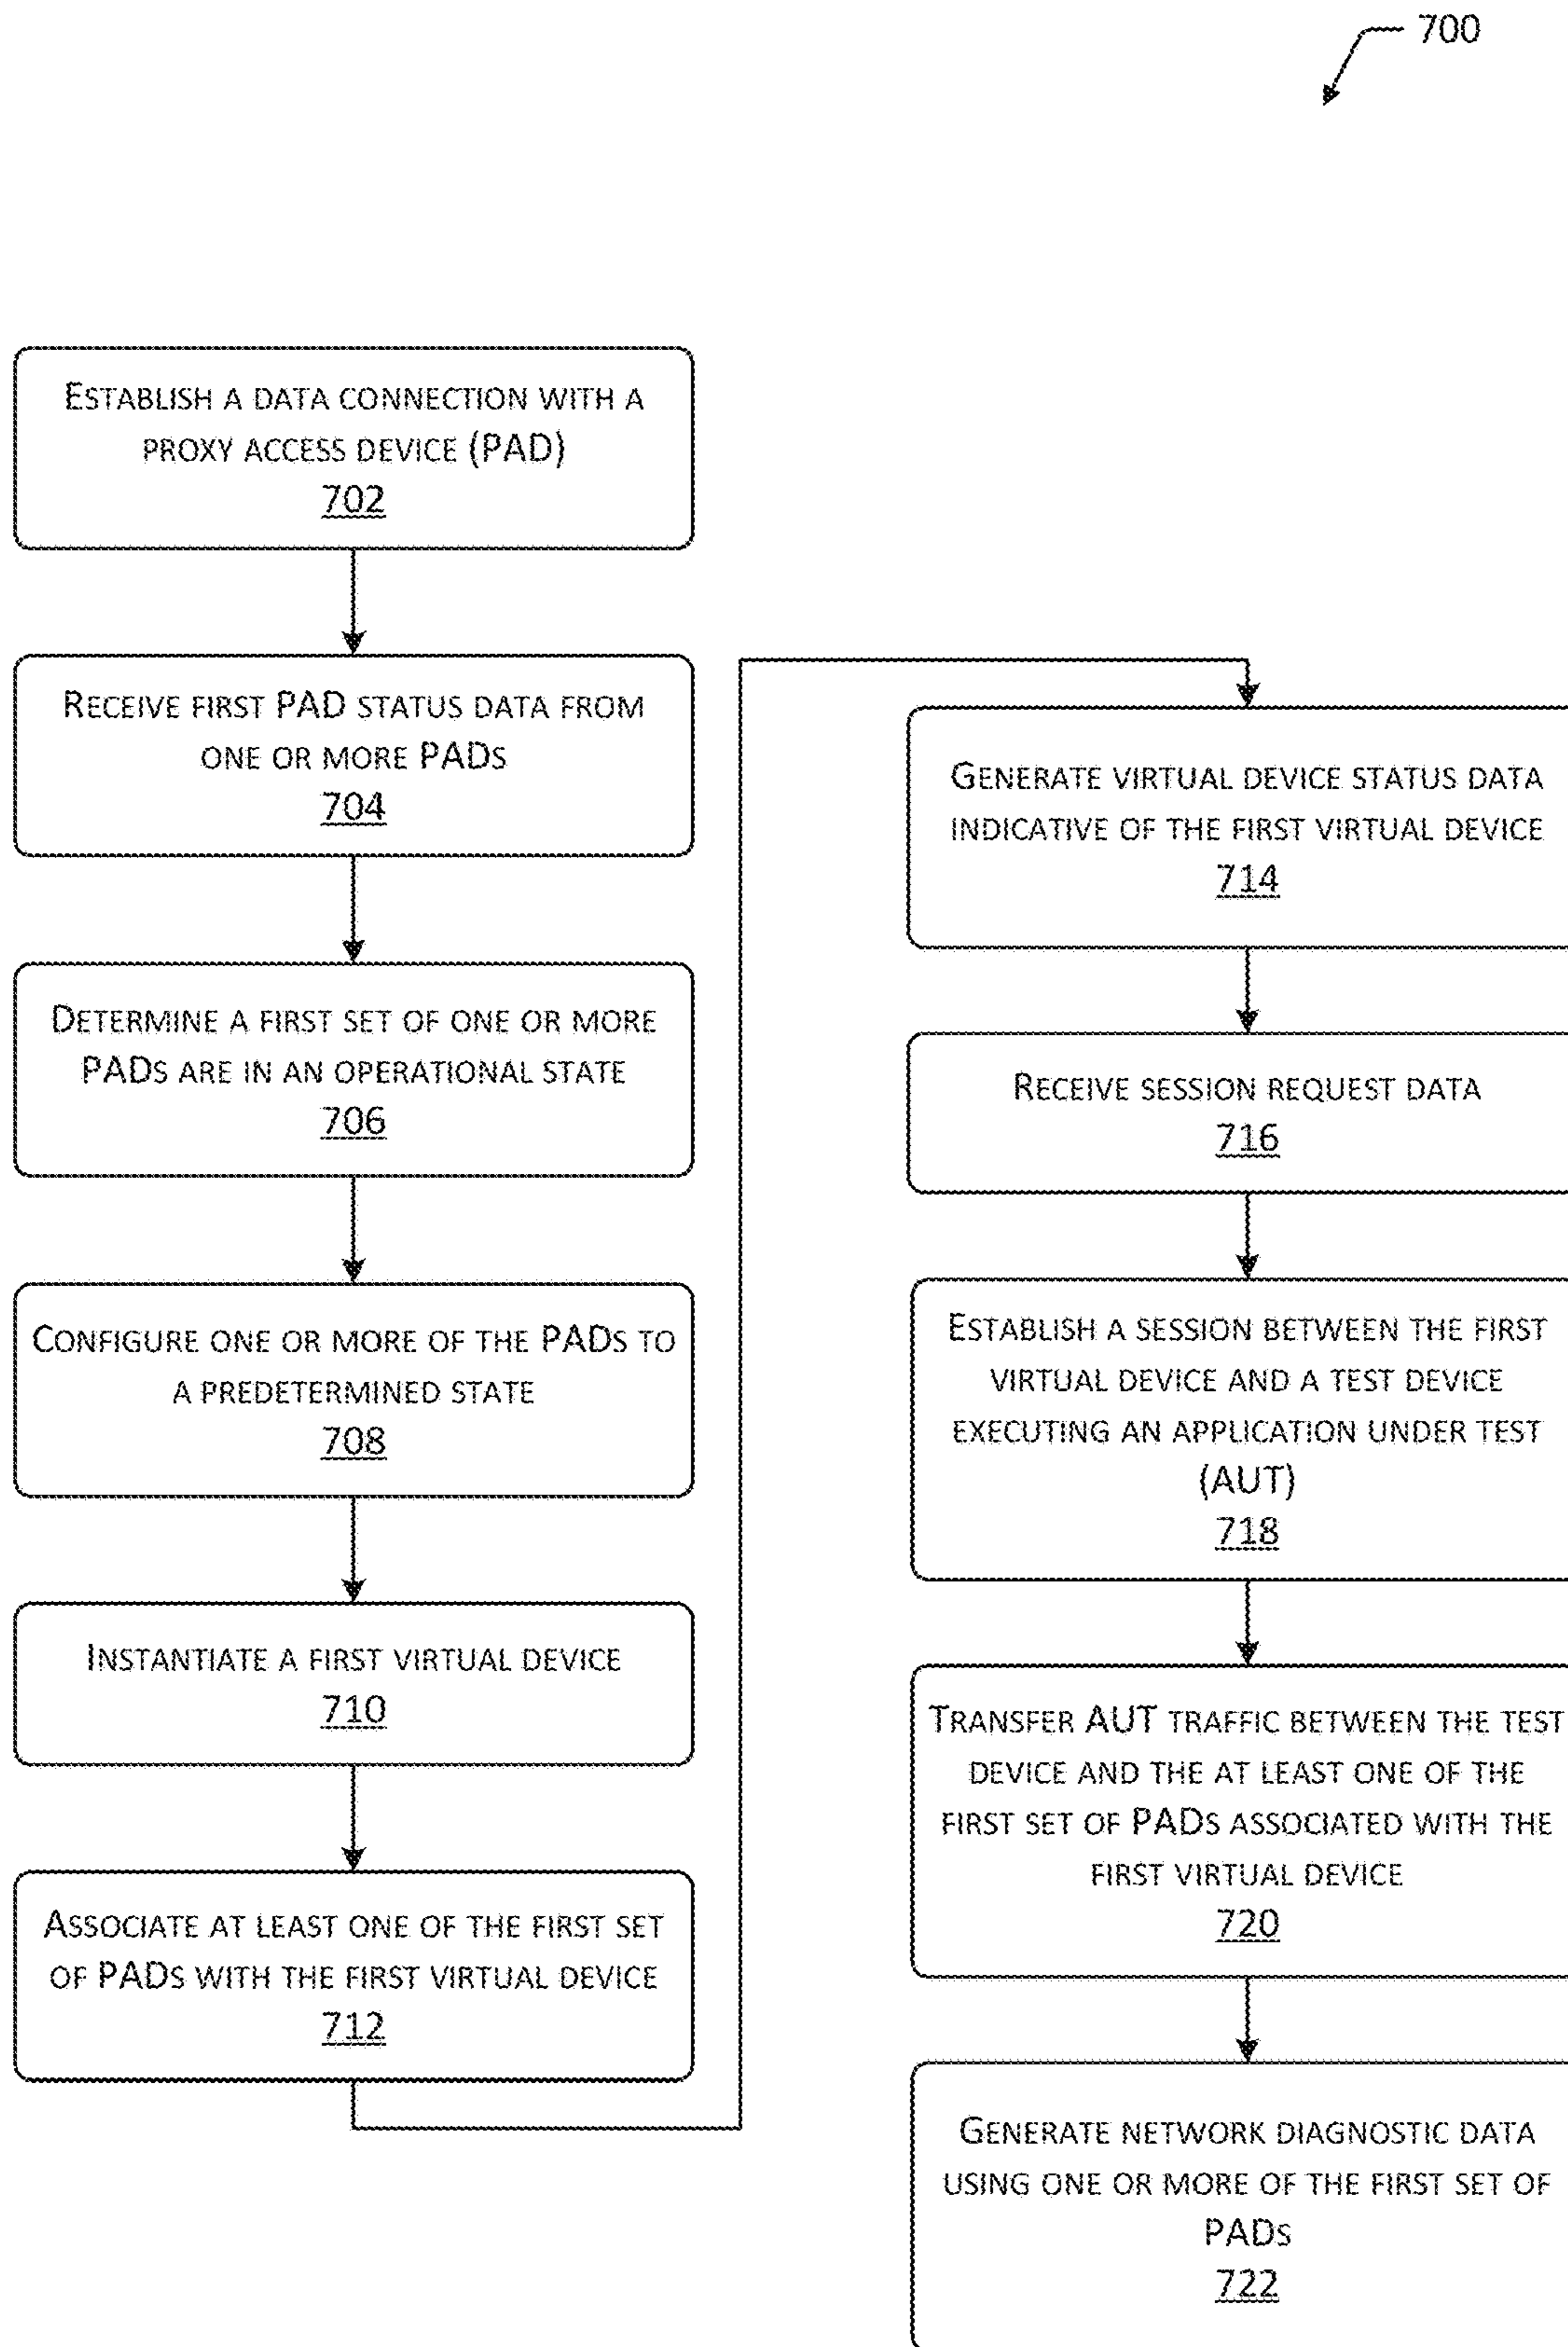 700
ESTABLISH A DATA CONNECTION WITH A
PROXY ACCESS DEVICE (PAD)
702
RECEIVE FIRST PAD STATUS DATA FROM
ONE OR MORE PADS
704
DETERMINE A FIRST SET OF ONE OR MORE
PADS ARE IN AN OPERATIONAL STATE
706
CONFIGURE ONE OR MORE OF THE PADS TO
A PREDETERMINED STATE
708
INSTANTIATE A FIRST VIRTUAL DEVICE
710
ASSOCIATE AT LEAST ONE OF THE FIRST SET
OF PADS WITH THE FIRST VIRTUAL DEVICE
712
GENERATE VIRTUAL DEVICE STATUS DATA
INDICATIVE OF THE FIRST VIRTUAL DEVICE
714
RECEIVE SESSION REQUEST DATA
716
ESTABLISH A SESSION BETWEEN THE FIRST
VIRTUAL DEVICE AND A TEST DEVICE
EXECUTING AN APPLICATION UNDER TEST
(AUT)
718
TRANSFER AUT TRAFFIC BETWEEN THE TEST
DEVICE AND THE AT LEAST ONE OF THE
FIRST SET OF PADS ASSOCIATED WITH THE
FIRST VIRTUAL DEVICE
720
GENERATE NETWORK DIAGNOSTIC DATA
USING ONE OR MORE OF THE FIRST SET OF
PADS
722